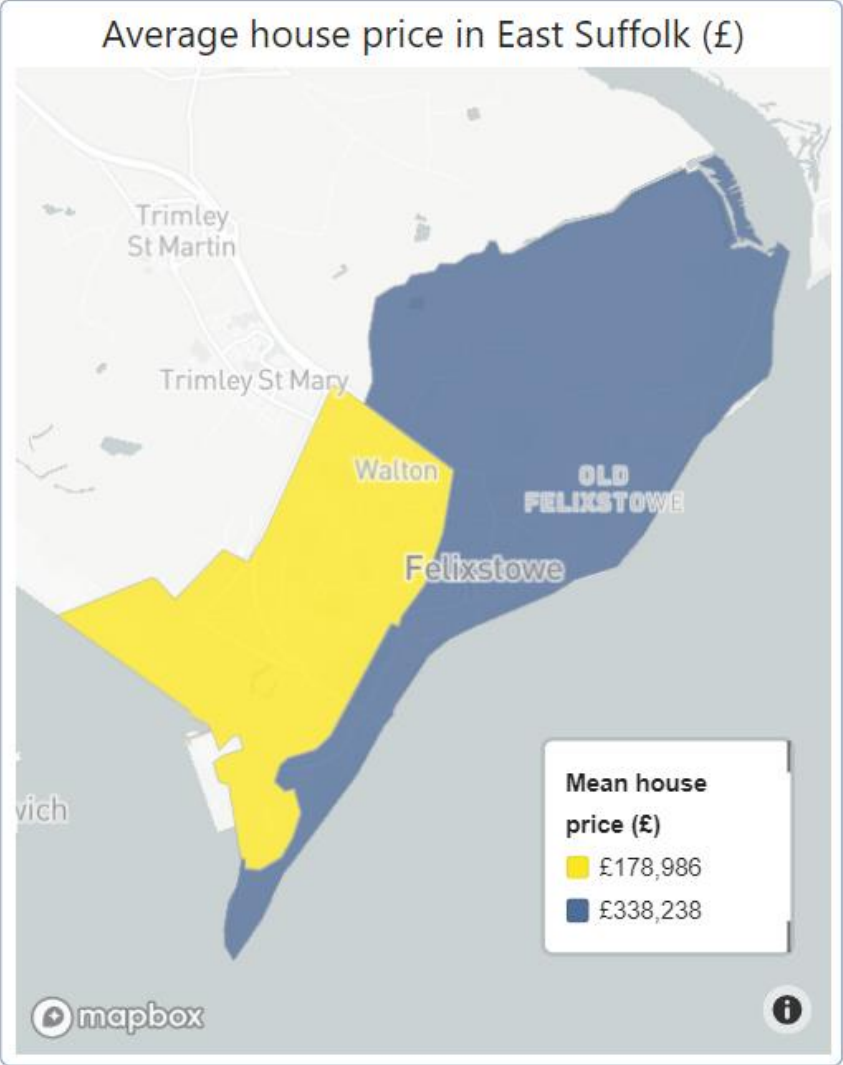 Average house price in East Suffolk (£)
Trimley
St Martin
Trimley St Mary
Walton
OLD
FELIXSTOWE
Felixstowe
wich
Mean house
price (£)
£178,986
£338,238
mapbox